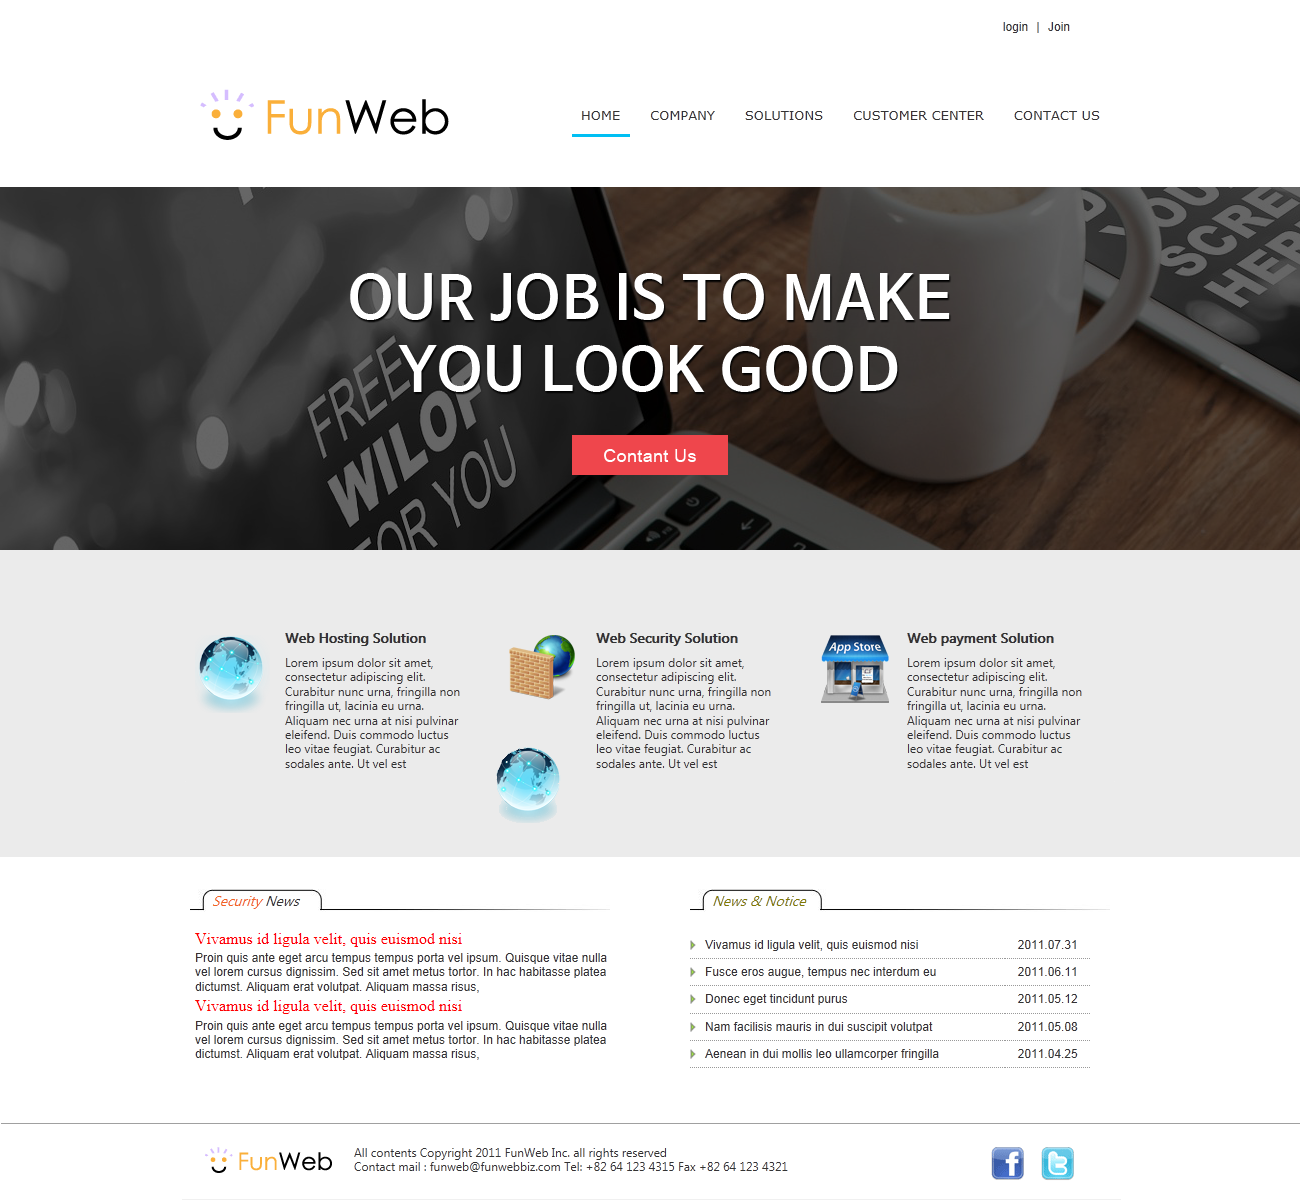 login | Join
FunWeb
HOME COMPANY SOLUTIONS CUSTOMER CENTER CONTACT US
YOU
SCREE
HERE
OUR JOB IS TO MAKE
YOU LOOK GOOD
FREE
WILOP
FOR YOU
Contant Us
Web Hosting Solution
Lorem ipsum dolor sit amet,
consectetur adipiscing elit.
Curabitur nunc urna, fringilla non
fringilla ut, lacinia eu urna.
Aliquam nec urna at nisi pulvinar
eleifend. Duis commodo luctus
leo vitae feugiat. Curabitur ac
sodales ante. Ut vel est
Web Security Solution
Lorem ipsum dolor sit amet,
consectetur adipiscing elit.
Curabitur nunc urna, fringilla non
fringilla ut, lacinia eu urna.
Aliquam nec urna at nisi pulvinar
eleifend. Duis commodo luctus
leo vitae feugiat. Curabitur ac
sodales ante. Ut vel est
App Store
Web payment Solution
Lorem ipsum dolor sit amet,
consectetur adipiscing elit.
Curabitur nunc urna, fringilla non
fringilla ut, lacinia eu urna.
Aliquam nec urna at nisi pulvinar
eleifend. Duis commodo luctus
leo vitae feugiat. Curabitur ac
sodales ante. Ut vel est
Security News
Vivamus id ligula velit, quis euismod nisi
Proin quis ante eget arcu tempus tempus porta vel ipsum. Quisque vitae nulla
vel lorem cursus dignissim. Sed sit amet metus tortor. In hac habitasse platea
dictumst. Aliquam erat volutpat. Aliquam massa risus,
Vivamus id ligula velit, quis euismod nisi
Proin quis ante eget arcu tempus tempus porta vel ipsum. Quisque vitae nulla
vel lorem cursus dignissim. Sed sit amet metus tortor. In hac habitasse platea
dictumst. Aliquam erat volutpat. Aliquam massa risus,
News & Notice
Vivamus id ligula velit, quis euismod nisi 2011.07.31
Fusce eros augue, tempus nec interdum eu 2011.06.11
Donec eget tincidunt purus 2011.05.12
Nam facilisis mauris in dui suscipit volutpat 2011.05.08
Aenean in dui mollis leo ullamcorper fringilla 2011.04.25
FunWeb
All contents Copyright 2011 FunWeb Inc. all rights reserved
Contact mail : funweb@funwebbiz.com Tel: +82 64 123 4315 Fax +82 64 123 4321